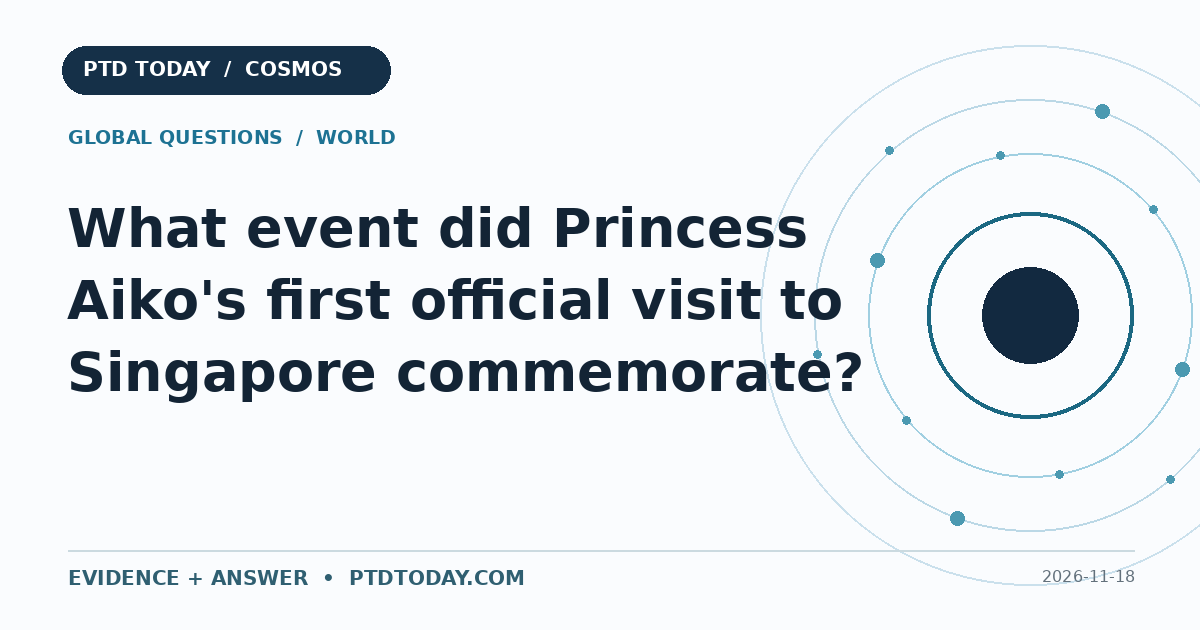 PTD TODAY / COSMOS
GLOBAL QUESTIONS / WORLD
What event did Princess
Aiko's first official visit to
Singapore commemorate?
EVIDENCE + ANSWER • PTDTODAY.COM
2026-11-18